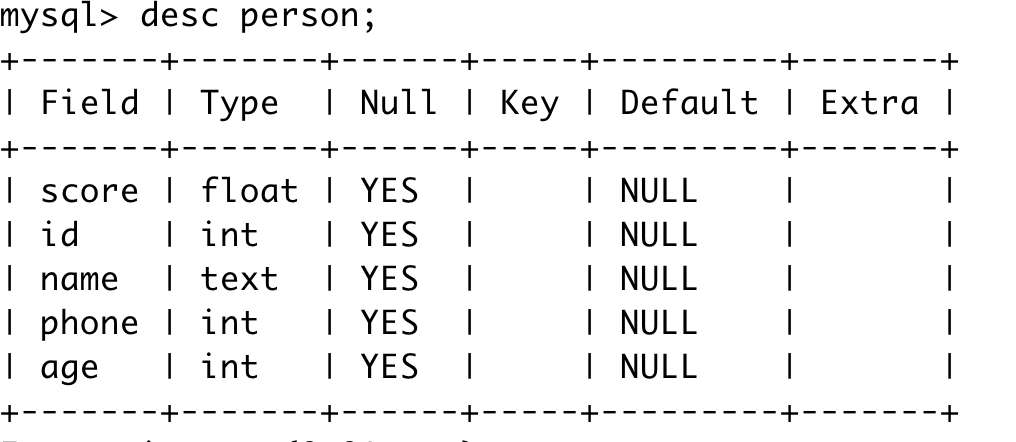 mysql> desc person;
+-------+-------+------+-----+---------+-------+
| Field | Type  | Null | Key | Default | Extra |
+-------+-------+------+-----+---------+-------+
| score | float | YES  |     | NULL    |       |
| id    | int   | YES  |     | NULL    |       |
| name  | text  | YES  |     | NULL    |       |
| phone | int   | YES  |     | NULL    |       |
| age   | int   | YES  |     | NULL    |       |
+-------+-------+------+-----+---------+-------+